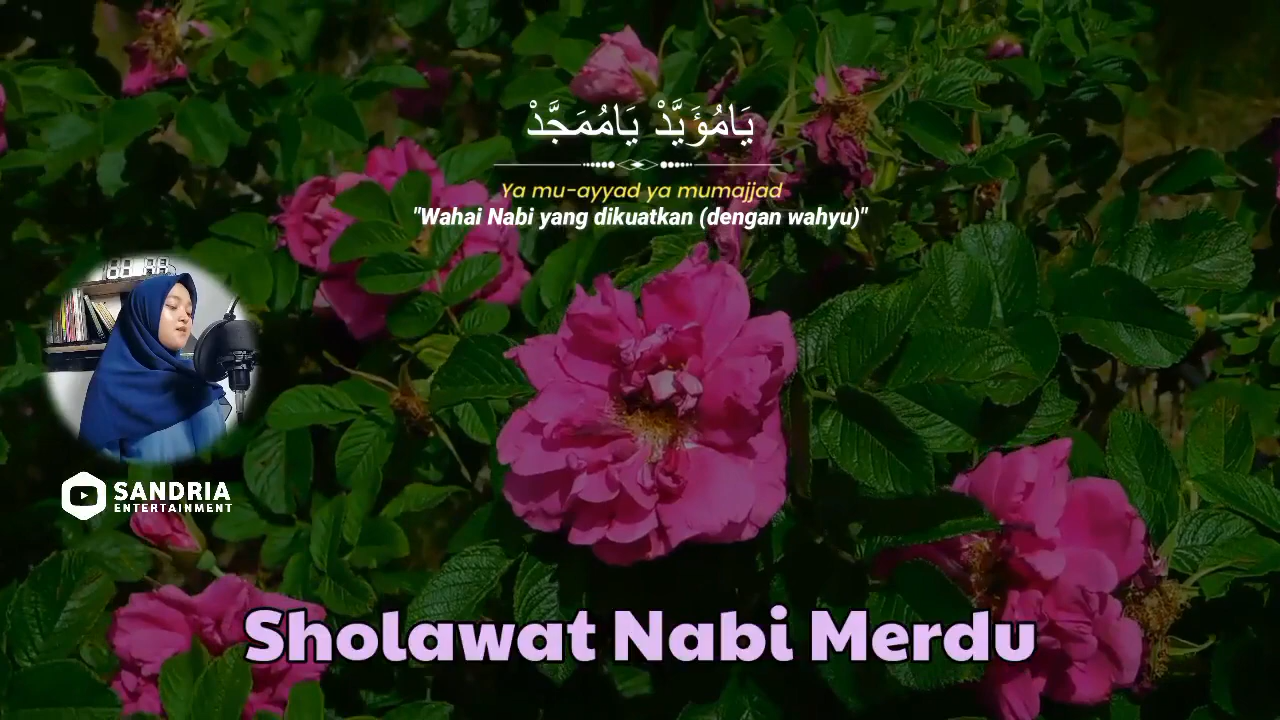 يَامُؤَيَّدْ يَامُمَجَّدْ
Ya mu-ayyad ya mumajjad
"Wahai Nabi yang dikuatkan (dengan wahyu)"
SANDRIA
ENTERTAINMENT
Sholawat Nabi Merdu